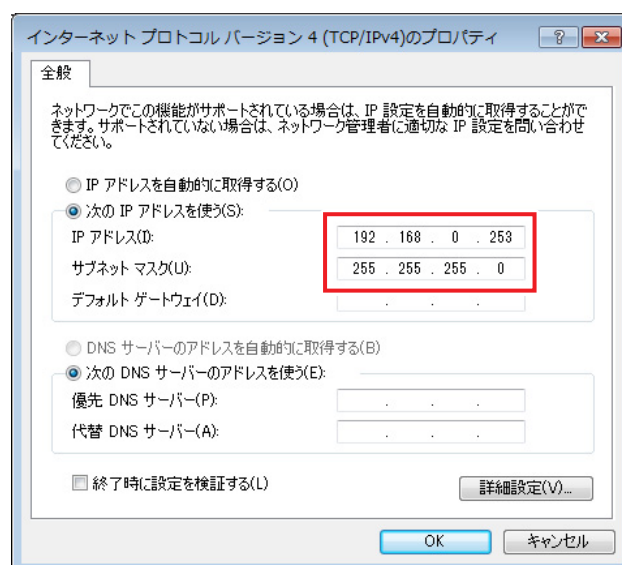 インターネット プロトコル バージョン 4 (TCP/IPv4)のプロパティ
全般
ネットワークでこの機能がサポートされている場合は、IP 設定を自動的に取得することがで
きます。サポートされていない場合は、ネットワーク管理者に適切な IP 設定を問い合わせ
てください。
IP アドレスを自動的に取得する(O)
次の IP アドレスを使う(S):
IP アドレス(I): 192 . 168 . 0 . 253
サブネット マスク(U): 255 . 255 . 255 . 0
デフォルト ゲートウェイ(D): . . .
DNS サーバーのアドレスを自動的に取得する(B)
次の DNS サーバーのアドレスを使う(E):
優先 DNS サーバー(P): . . .
代替 DNS サーバー(A): . . .
終了時に設定を検証する(L)
詳細設定(V)...
OK キャンセル